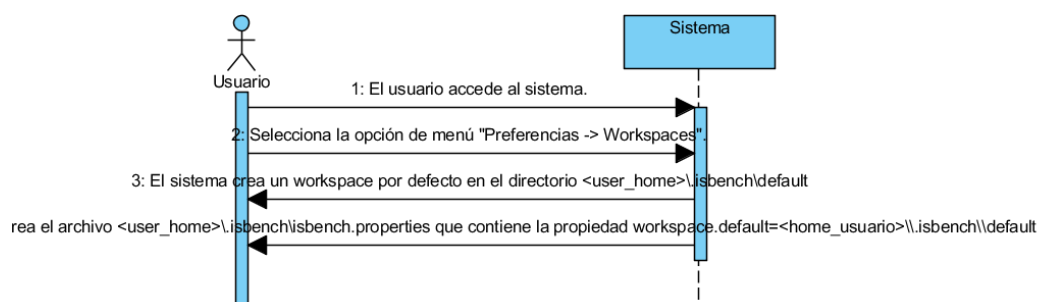 Sistema
Usuario
1: El usuario accede al sistema.
2: Selecciona la opción de menú "Preferencias -> Workspaces".
3: El sistema crea un workspace por defecto en el directorio <user_home>\.isbench\default
rea el archivo <user_home>\.isbench\isbench.properties que contiene la propiedad workspace.default=<home_usuario>\\.isbench\\default